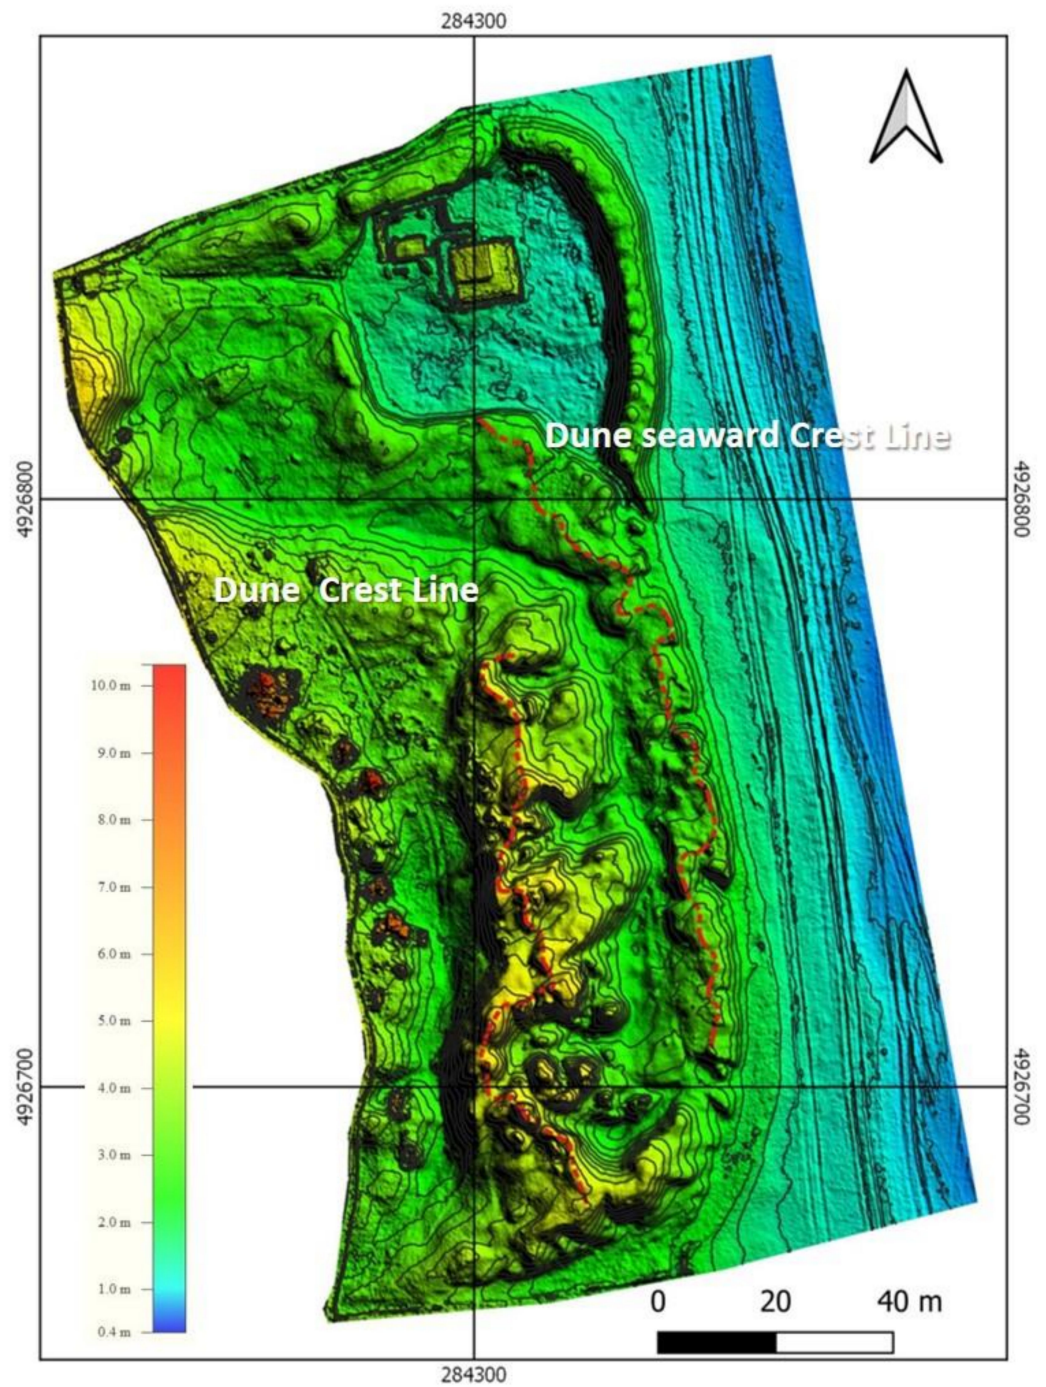 284300
Dune seaward Crest Line
4926800
4926800
Dune Crest Line
10.0 m
9.0 m
8.0 m
7.0 m
6.0 m
5.0 m
4.0 m
3.0 m
2.0 m
1.0 m
0.4 m
4926700
4926700
0 20 40 m
284300